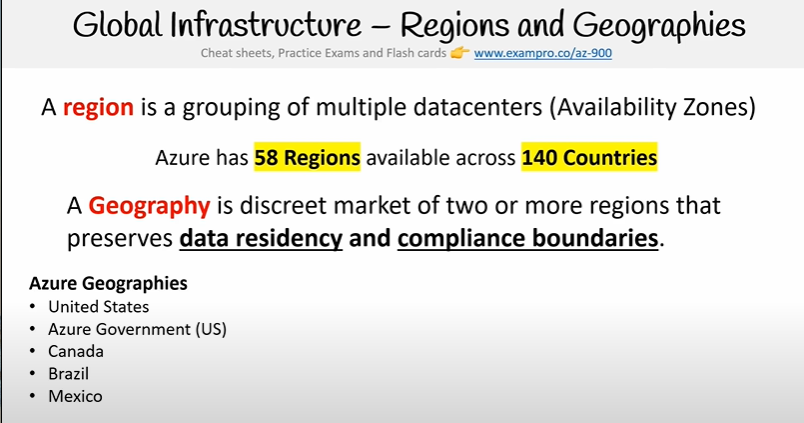 Global Infrastructure – Regions and Geographies
Cheat sheets, Practice Exams and Flash cards 👉 www.exampro.co/az-900
A region is a grouping of multiple datacenters (Availability Zones)
Azure has 58 Regions available across 140 Countries
A Geography is discreet market of two or more regions that
preserves data residency and compliance boundaries.
Azure Geographies
• United States
• Azure Government (US)
• Canada
• Brazil
• Mexico